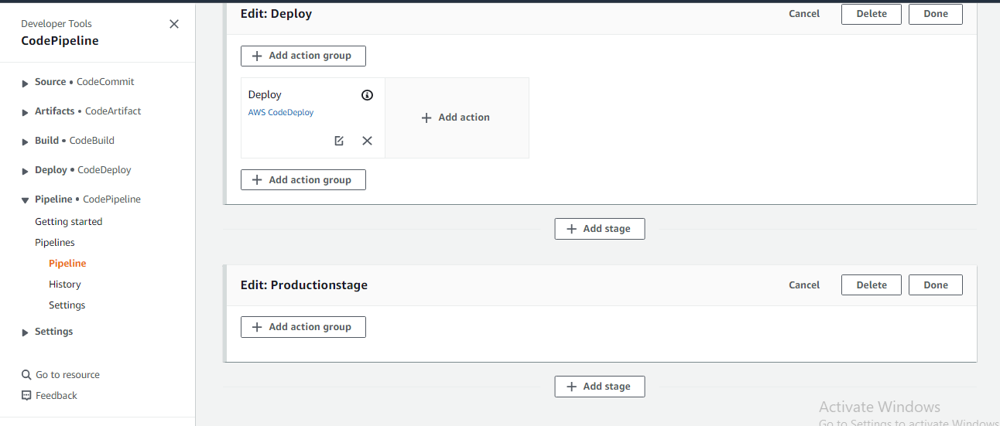 Developer Tools
CodePipeline
Source • CodeCommit
Artifacts • CodeArtifact
Build • CodeBuild
Deploy • CodeDeploy
Pipeline • CodePipeline
Getting started
Pipelines
Pipeline
History
Settings
Settings
Go to resource
Feedback
Edit: Deploy
Cancel
Delete
Done
Add action group
Deploy
AWS CodeDeploy
Add action
Add action group
Add stage
Edit: Productionstage
Cancel
Delete
Done
Add action group
Add stage
Activate Windows
Go to Settings to activate Windows